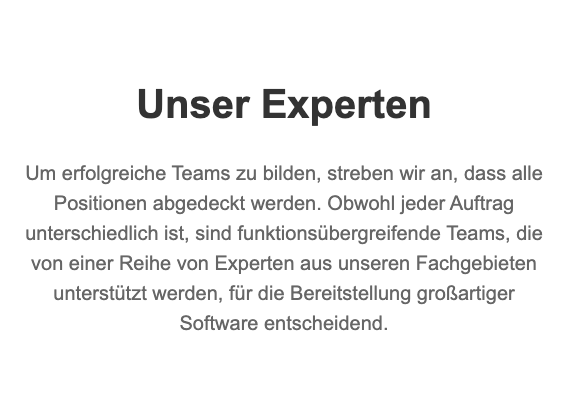 Unser Experten
Um erfolgreiche Teams zu bilden, streben wir an, dass alle
Positionen abgedeckt werden. Obwohl jeder Auftrag
unterschiedlich ist, sind funktionsübergreifende Teams, die
von einer Reihe von Experten aus unseren Fachgebieten
unterstützt werden, für die Bereitstellung großartiger
Software entscheidend.